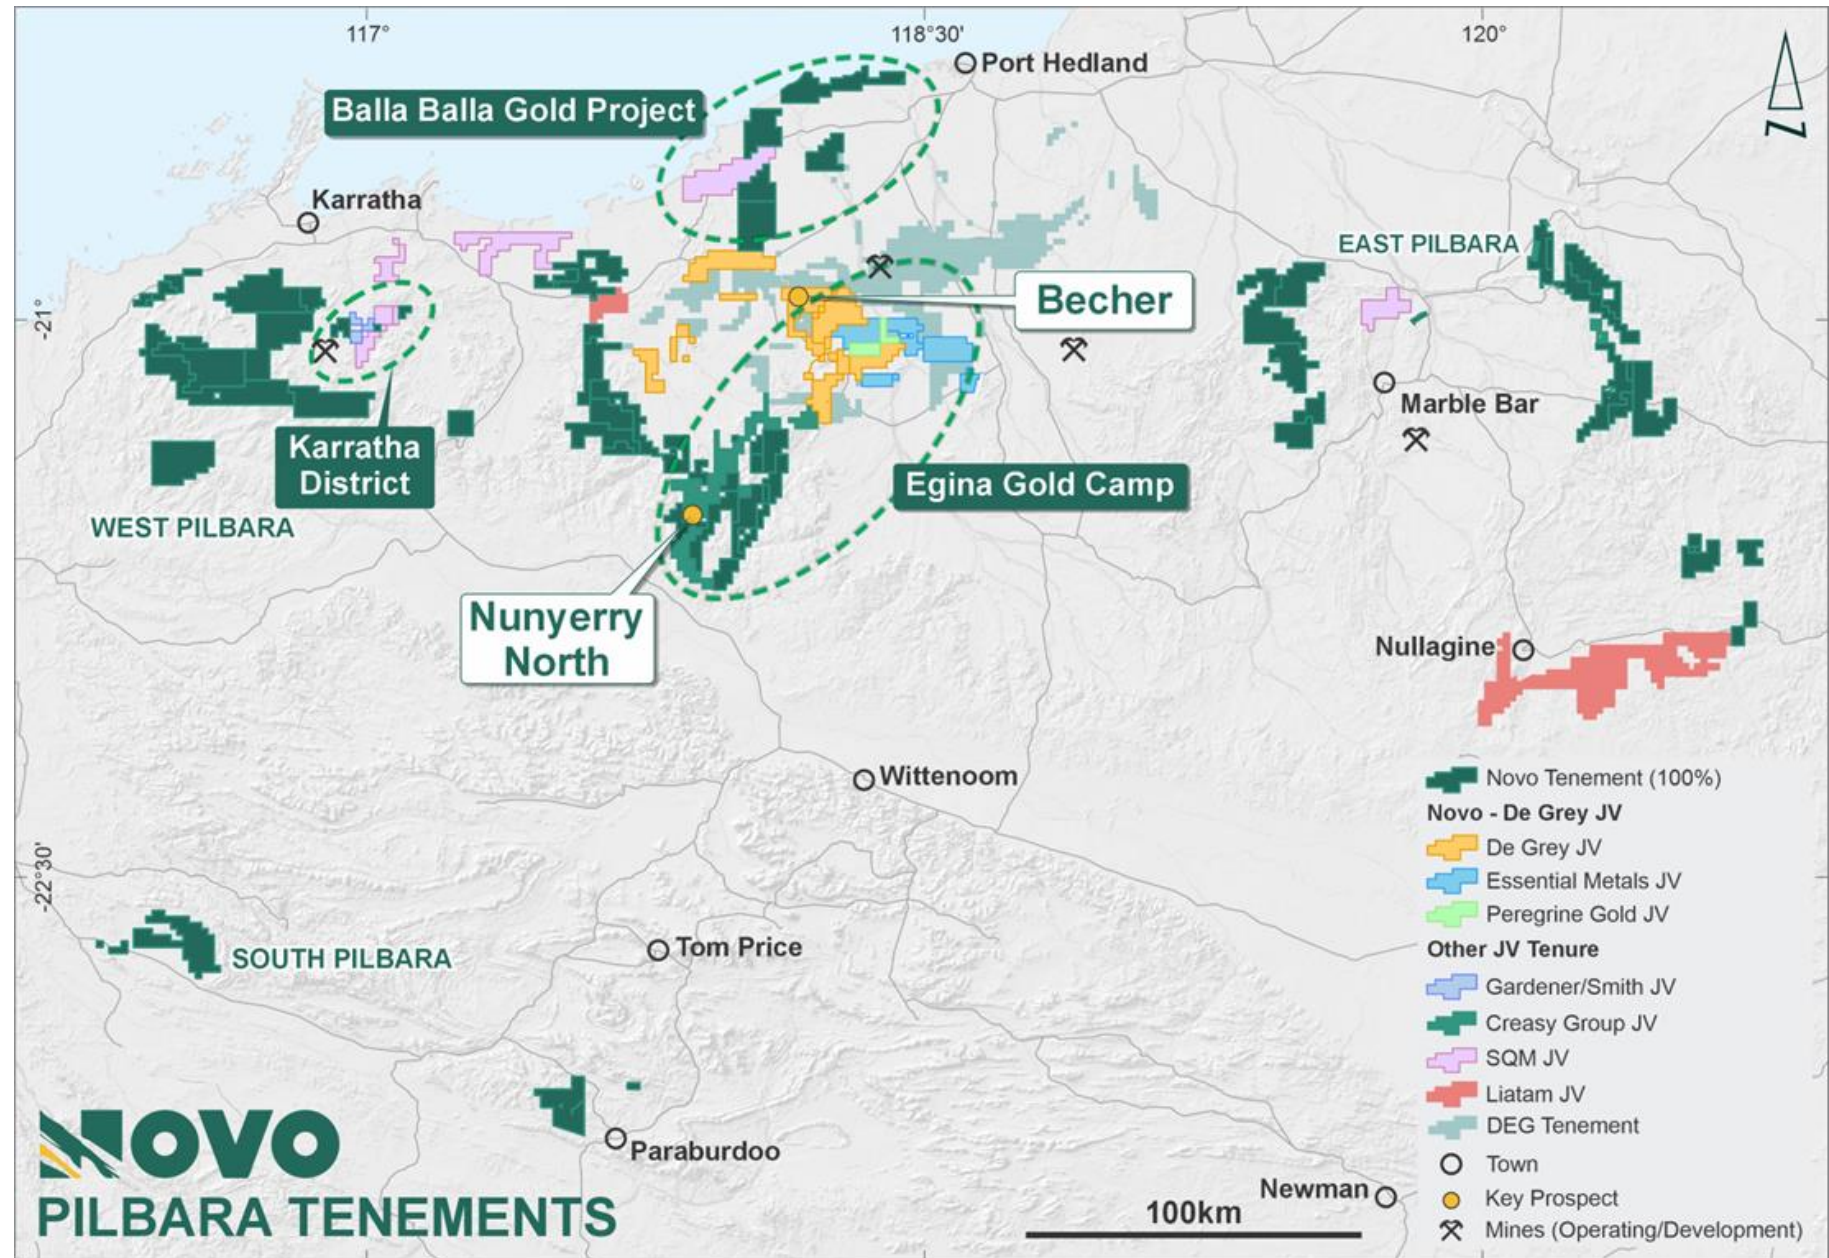 117°
118°30'
120°
Port Hedland
Balla Balla Gold Project
N
Karratha
EAST PILBARA
Becher
-21°
Marble Bar
Karratha
District
Egina Gold Camp
WEST PILBARA
Nunyerry
North
Nullagine
Wittenoom
-22°30'
Tom Price
SOUTH PILBARA
Paraburdoo
Newman
100km
Novo Tenement (100%)
Novo - De Grey JV
De Grey JV
Essential Metals JV
Peregrine Gold JV
Other JV Tenure
Gardener/Smith JV
Creasy Group JV
SQM JV
Liatam JV
DEG Tenement
Town
Key Prospect
Mines (Operating/Development)
NOVO
PILBARA TENEMENTS